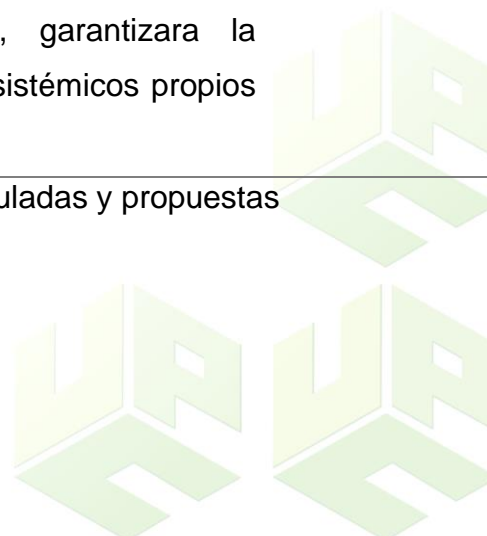 , garantizara la
sistémicos propios
uladas y propuestas